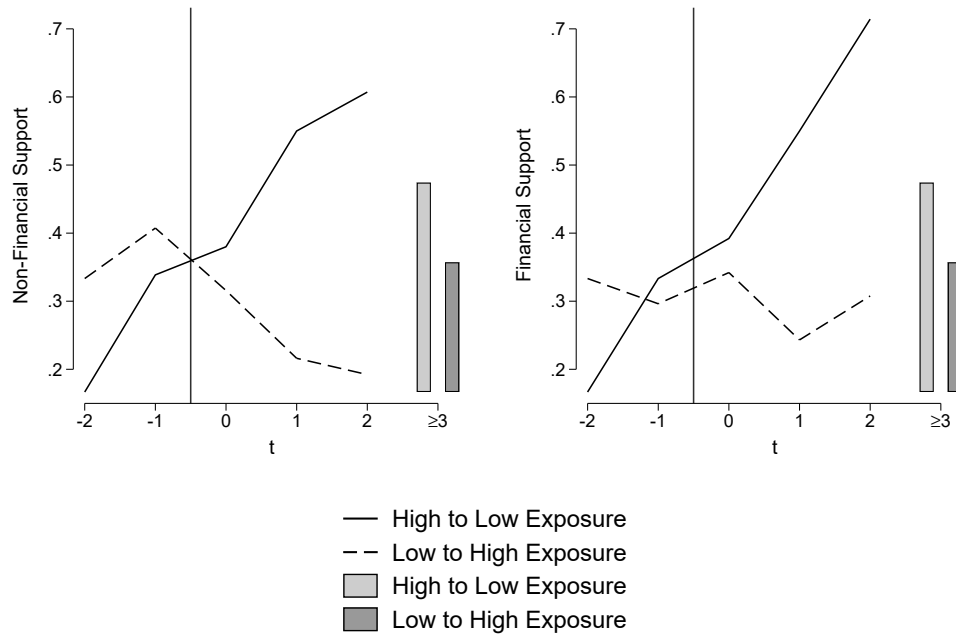 Non-Financial Support
.7
.6
.5
.4
.3
.2
-2 -1 0 1 2 ≥3
t
Financial Support
.7
.6
.5
.4
.3
.2
-2 -1 0 1 2 ≥3
t
High to Low Exposure
Low to High Exposure
High to Low Exposure
Low to High Exposure